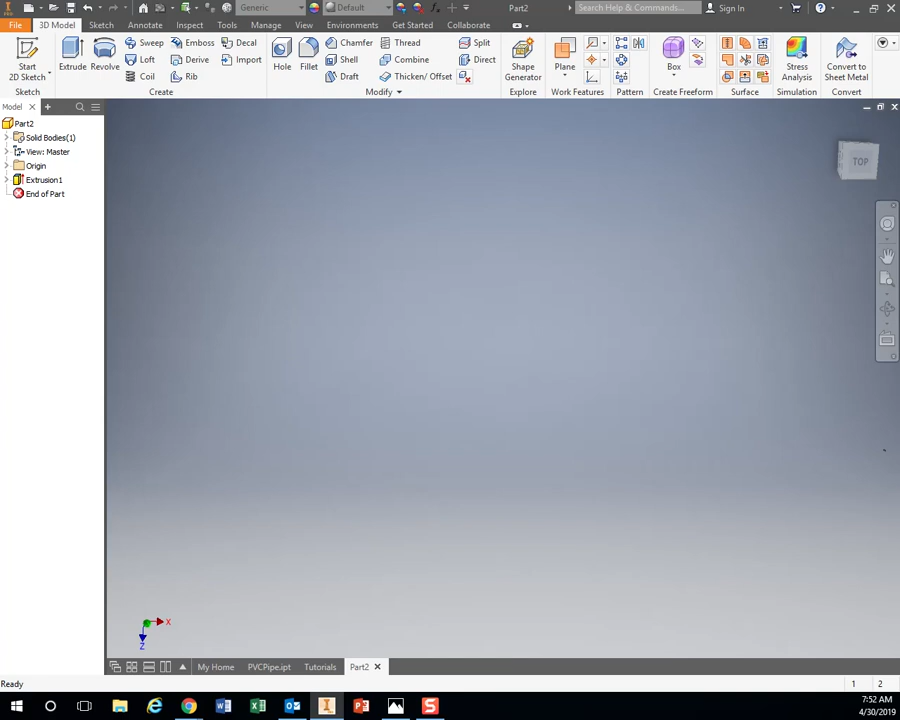 Generic
Default
Part2
Search Help & Commands...
Sign In
File
3D Model
Sketch
Annotate
Inspect
Tools
Manage
View
Environments
Get Started
Collaborate
Start
2D Sketch
Sketch
Extrude
Revolve
Sweep
Loft
Coil
Emboss
Derive
Rib
Decal
Import
Create
Hole
Fillet
Chamfer
Shell
Draft
Thread
Combine
Thicken/ Offset
Split
Direct
Modify
Shape
Generator
Explore
Plane
Work Features
Pattern
Box
Create Freeform
Surface
Stress
Analysis
Simulation
Convert to
Sheet Metal
Convert
Model
Part2
Solid Bodies(1)
View: Master
Origin
Extrusion1
End of Part
TOP
X
Z
My Home
PVCPipe.ipt
Tutorials
Part2
Ready
1
2
7:52 AM
4/30/2019